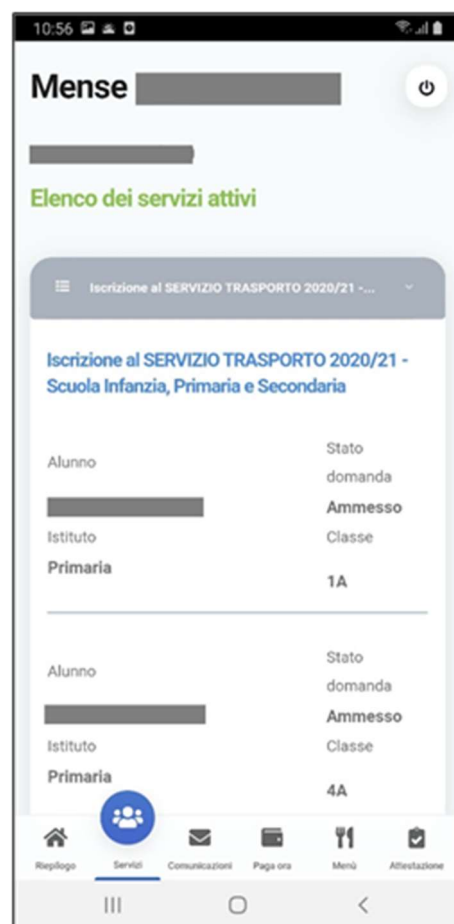 10:56
Mense
Elenco dei servizi attivi
Iscrizione al SERVIZIO TRASPORTO 2020/21 -...
Iscrizione al SERVIZIO TRASPORTO 2020/21 -
Scuola Infanzia, Primaria e Secondaria
Alunno
Stato
domanda
Ammesso
Istituto
Classe
Primaria
1A
Alunno
Stato
domanda
Ammesso
Istituto
Classe
Primaria
4A
Riepilogo Servizi Comunicazioni Paga ora Menù Attestazione